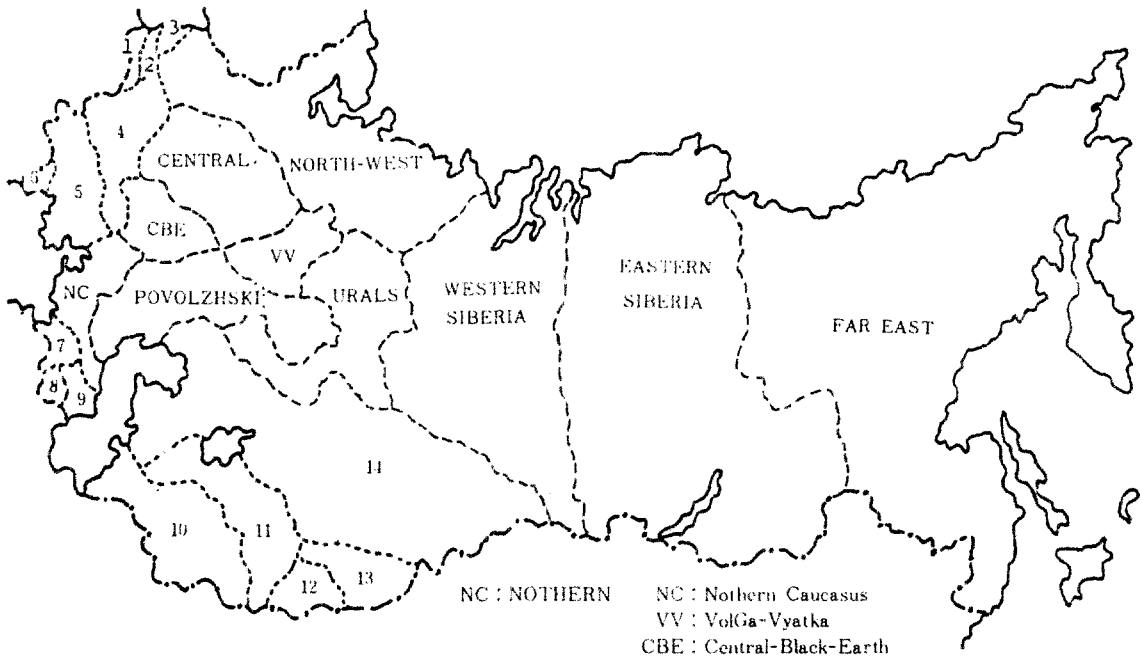 3
1
2
4
CENTRAL
NORTH-WEST
6
5
CBE
VV
EASTERN
SIBERIA
NC
POVOLZHSKI
URALS
WESTERN
SIBERIA
FAR EAST
7
8
9
14
10
11
12
13
NC : NOTHERN
NC : Nothern Caucasus
VV : VolGa-Vyatka
CBE : Central-Black-Earth